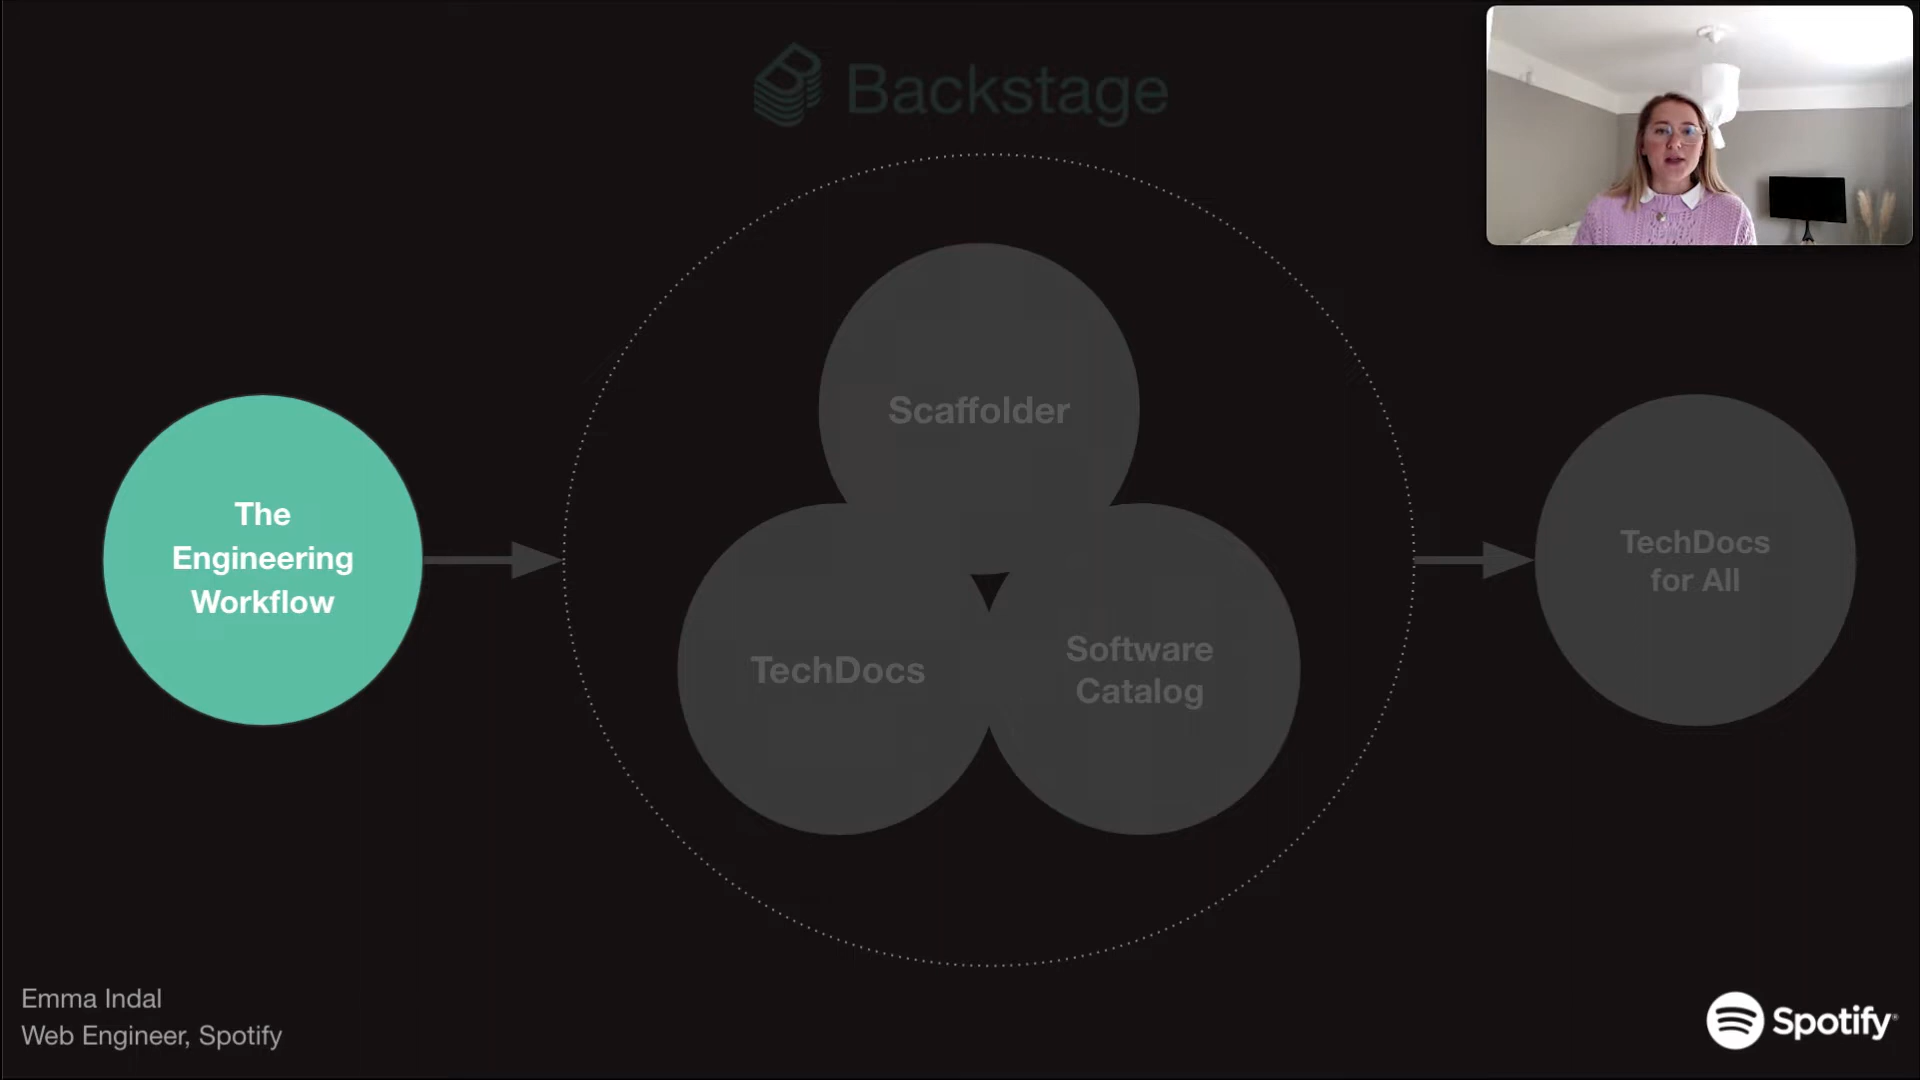 Backstage
Scaffolder
The
Engineering
Workflow
TechDocs
Software
Catalog
TechDocs
for All
Emma Indal
Web Engineer, Spotify
Spotify